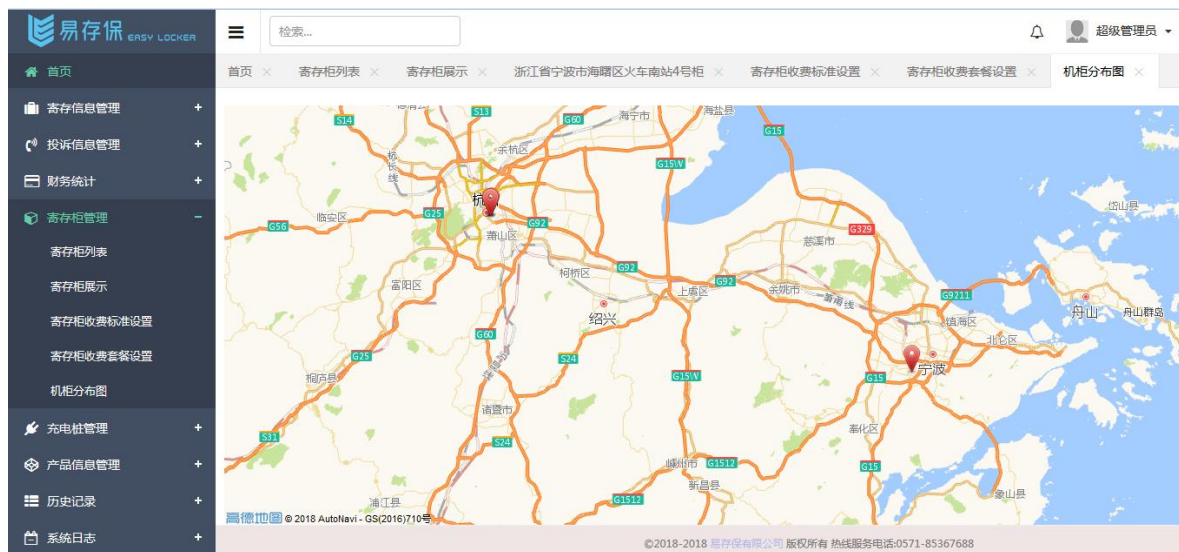 易存保 EASY LOCKER
检索...
超级管理员
首页
寄存信息管理
投诉信息管理
财务统计
寄存柜管理
寄存柜列表
寄存柜展示
寄存柜收费标准设置
寄存柜收费套餐设置
机柜分布图
充电桩管理
产品信息管理
历史记录
系统日志
首页 × 寄存柜列表 × 寄存柜展示 × 浙江省宁波市海曙区火车南站4号柜 × 寄存柜收费标准设置 × 寄存柜收费套餐设置 × 机柜分布图 ×
S14
S13
G60
海宁市
海盐县
G15
余杭区
杭长线
G15W
临安区
G56
G25
G92
萧山区
岱山县
G329
慈溪市
富阳区
柯桥区
G92
上虞区
G92
余姚市
G9211
绍兴
镇海区
舟山
舟山群岛
G60
北仑区
G25
S24
宁波
桐庐县
G15W
G15
诸暨市
奉化区
S31
S24
嵊州市
G1512
G15
新昌县
浦江县
G1512
象山县
高德地图 © 2018 AutoNavi - GS(2016)710号
©2018-2018 易存保有限公司 版权所有 热线服务电话:0571-85367688